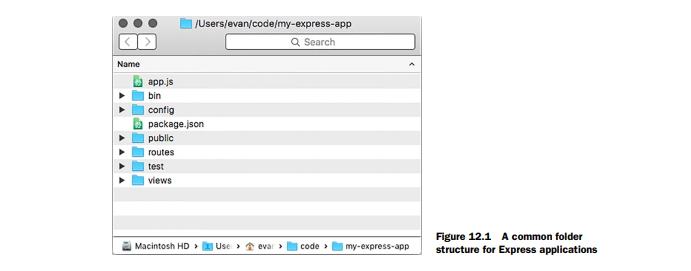 /Users/evan/code/my-express-app
Search
Name
app.js
bin
config
package.json
public
routes
test
views
Macintosh HD › Use › eva › code › my-express-app
Figure 12.1 A common folder
structure for Express applications